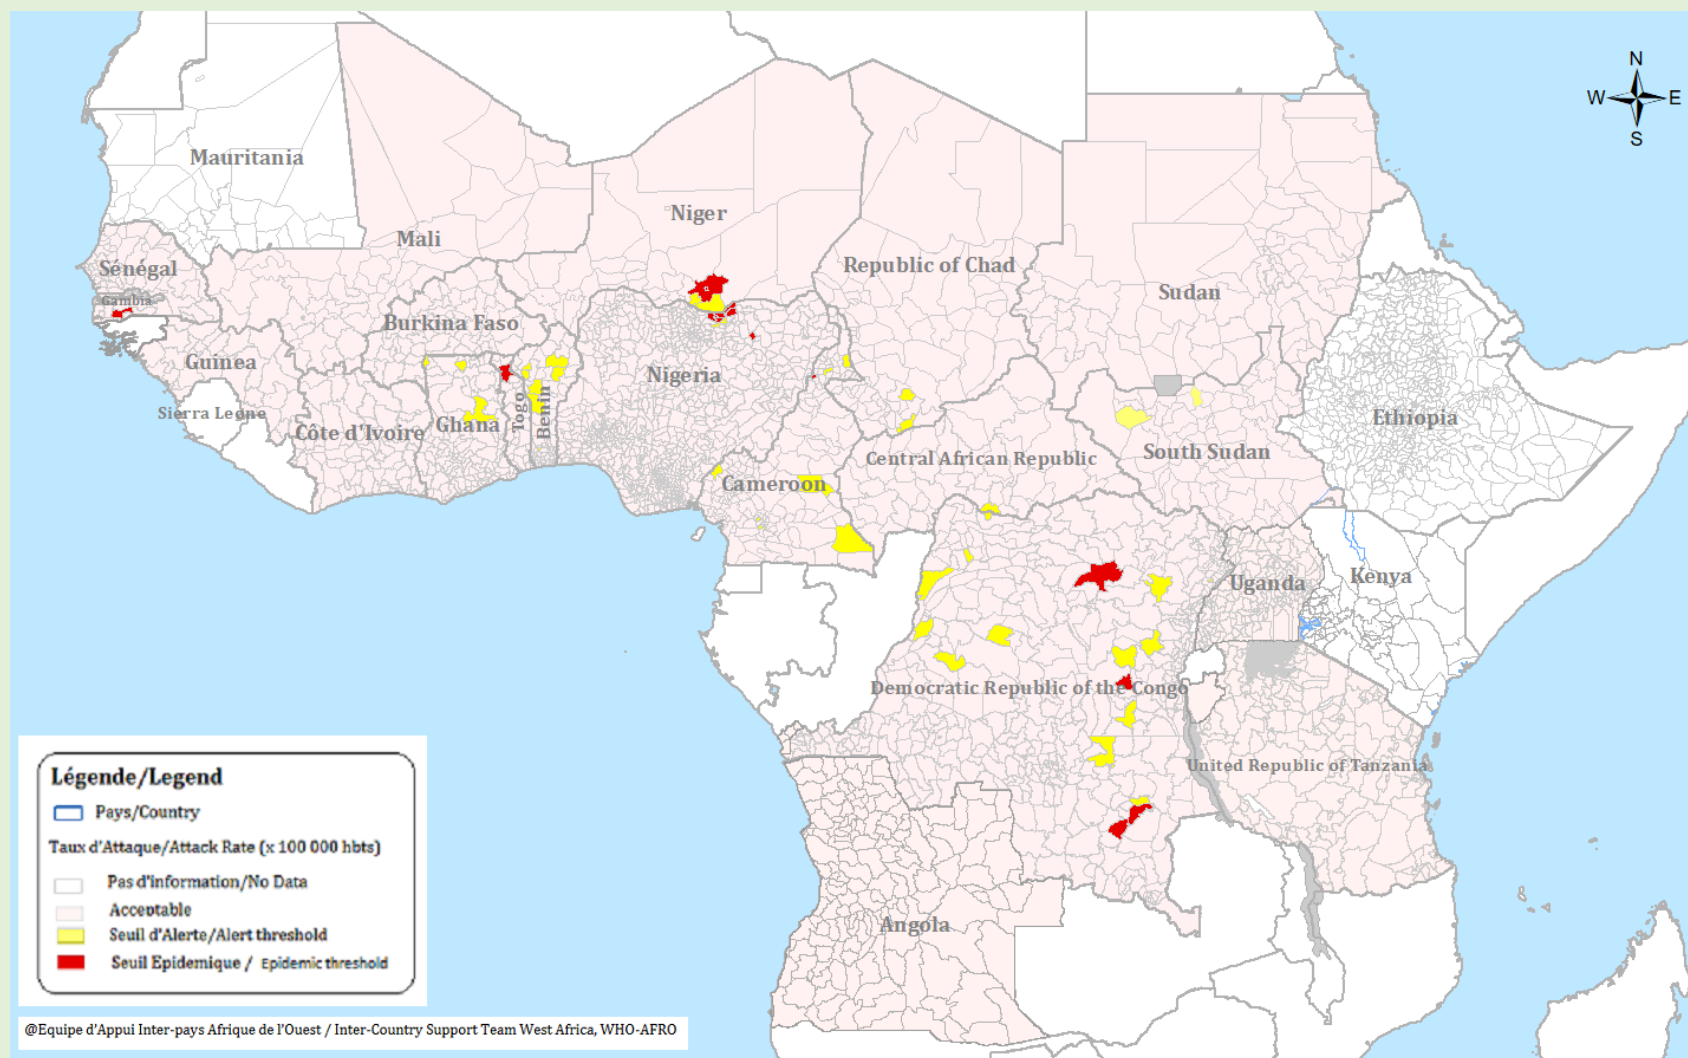 N
W E
S
Mauritania
Niger
Mali
Sénégal
Republic of Chad
Sudan
Gambia
Burkina Faso
Guinea
Nigeria
Sierra Leone
Côte d'Ivoire
Ghana
Togo
Benin
Ethiopia
South Sudan
Central African Republic
Cameroon
Uganda
Kenya
Democratic Republic of the Congo
United Republic of Tanzania
Angola
Légende/Legend
Pays/Country
Taux d'Attaque/Attack Rate (x 100 000 hbts)
Pas d'information/No Data
Acceptable
Seuil d'Alerte/Alert threshold
Seuil Epidemique / Epidemic threshold
@Equipe d'Appui Inter-pays Afrique de l'Ouest / Inter-Country Support Team West Africa, WHO-AFRO